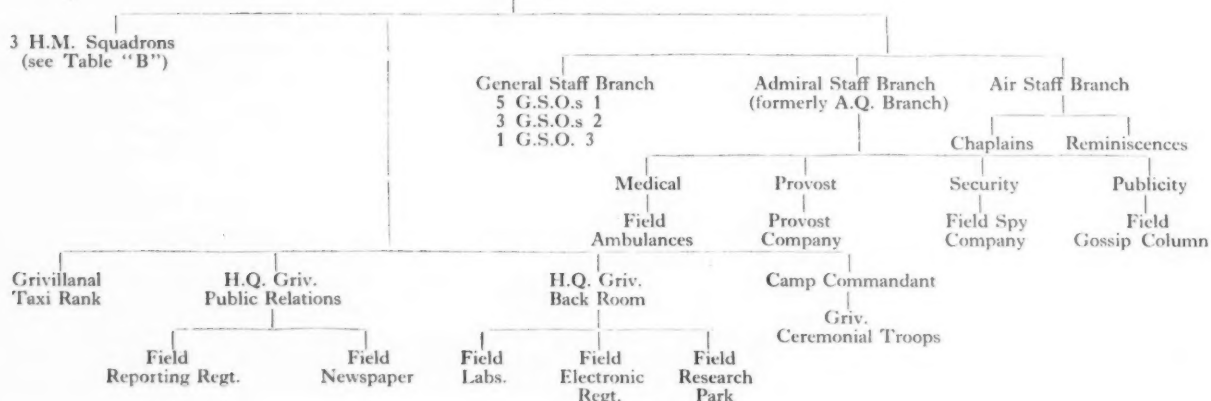 3 H.M. Squadrons
(see Table "B")
General Staff Branch
5 G.S.O.s 1
3 G.S.O.s 2
1 G.S.O. 3
Admiral Staff Branch
(formerly A.Q. Branch)
Air Staff Branch
Chaplains
Reminiscences
Medical
Provost
Security
Publicity
Field
Ambulances
Provost
Company
Field Spy
Company
Field
Gossip Column
Grivillanal
Taxi Rank
H.Q. Griv.
Public Relations
H.Q. Griv.
Back Room
Camp Commandant
Griv.
Ceremonial Troops
Field
Reporting Regt.
Field
Newspaper
Field
Labs.
Field
Electronic
Regt.
Field
Research
Park